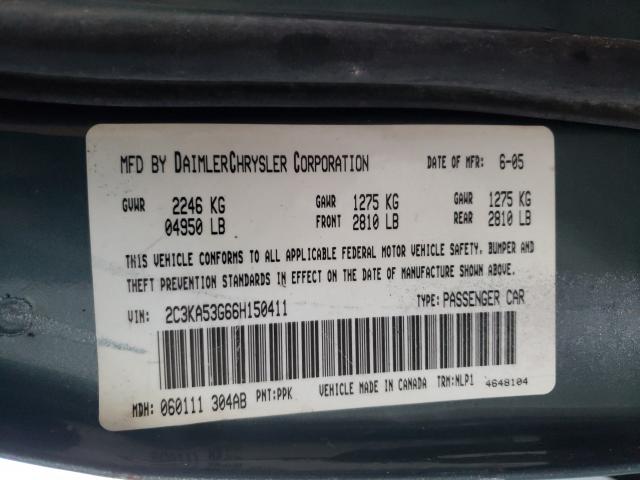 MFD BY DAIMLERCHRYSLER CORPORATION DATE OF MFR: 6-05
GVWR 2246 KG GAWR 1275 KG GAWR 1275 KG
04950 LB FRONT 2810 LB REAR 2810 LB
THIS VEHICLE CONFORMS TO ALL APPLICABLE FEDERAL MOTOR VEHICLE SAFETY, BUMPER AND
THEFT PREVENTION STANDARDS IN EFFECT ON THE DATE OF MANUFACTURE SHOWN ABOVE.
VIN: 2C3KA53G66H150411 TYPE: PASSENGER CAR
MDH: 060111 304AB PNT:PPK VEHICLE MADE IN CANADA TRM:NLP1 4648104